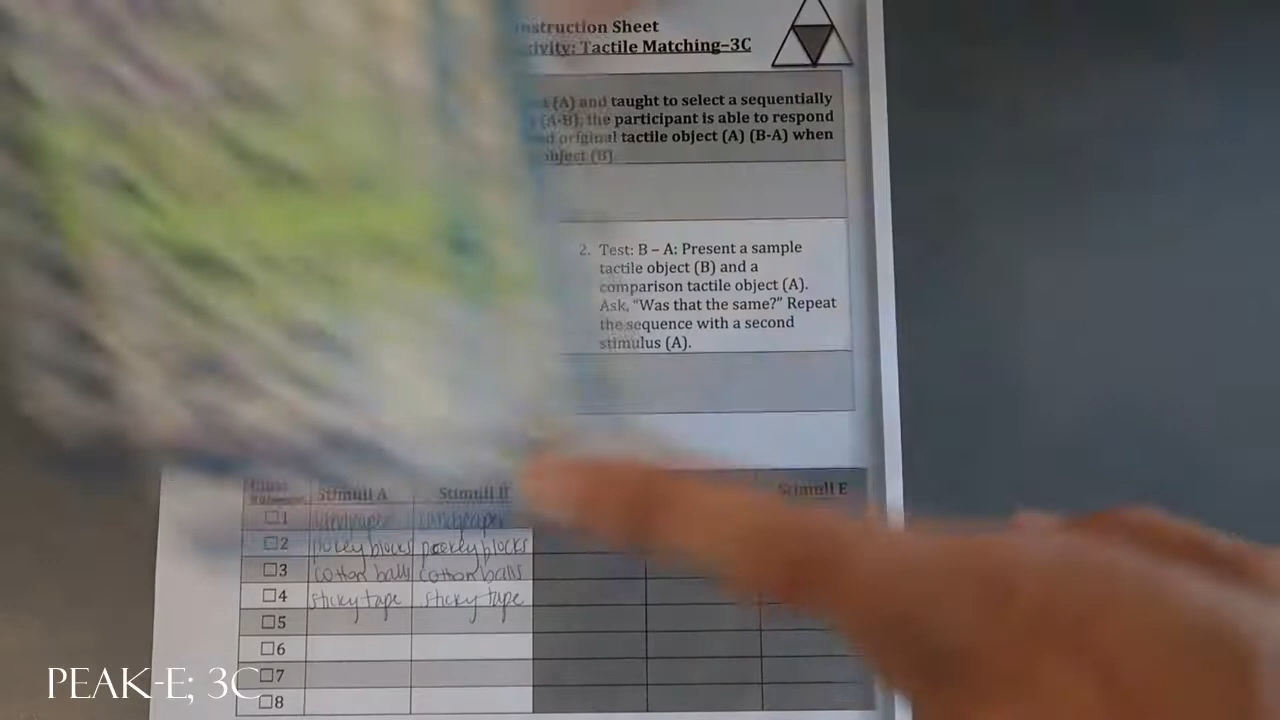 Instruction Sheet
Tactile Matching–3C
(A) and taught to select a sequentially
(A-B), the participant is able to respond
original tactile object (A) (B-A) when
object (B)
2. Test: B – A: Present a sample
tactile object (B) and a
comparison tactile object (A).
Ask, “Was that the same?” Repeat
the sequence with a second
stimulus (A).
Stimuli A Stimuli B Stimuli E
1 sandpaper sandpaper
2 pokey blocks pokey blocks
3 cotton balls cotton balls
4 sticky tape sticky tape
5
6
7
8
PEAK-E; 3C